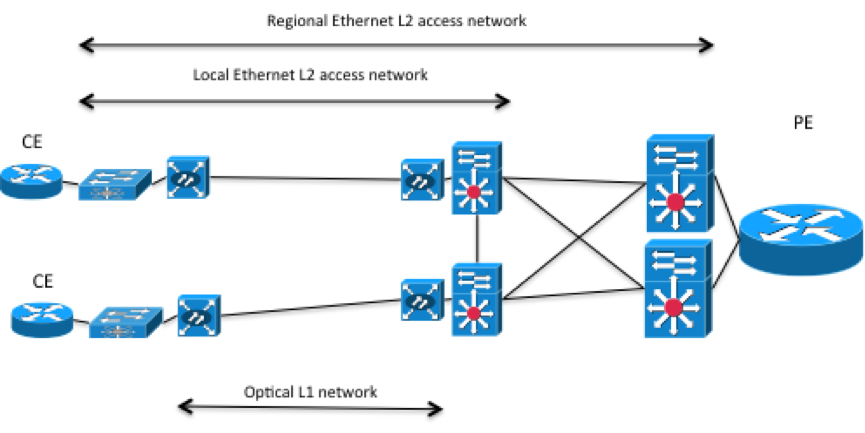 Regional Ethernet L2 access network
Local Ethernet L2 access network
PE
CE
CE
Optical L1 network